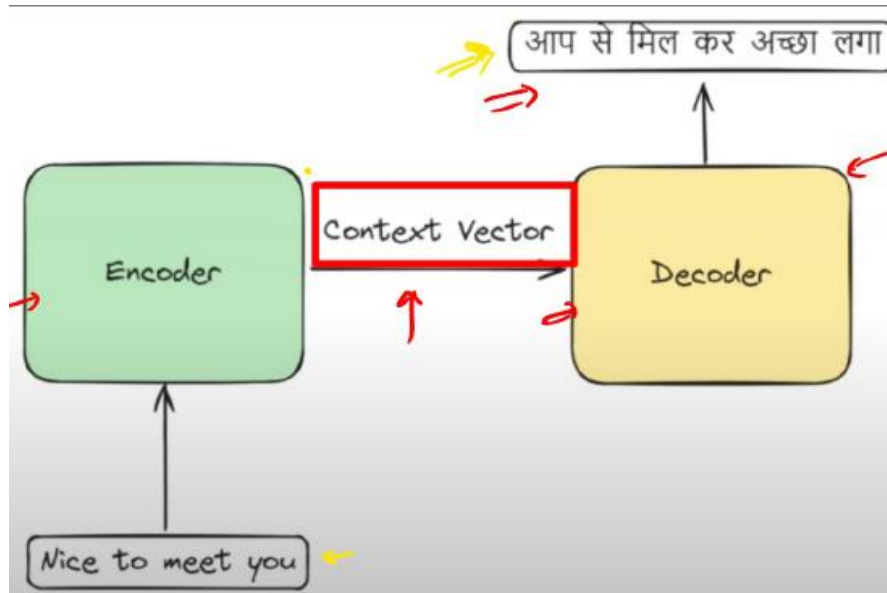 आप से मिल कर अच्छा लगा
Context Vector
Encoder
Decoder
Nice to meet you